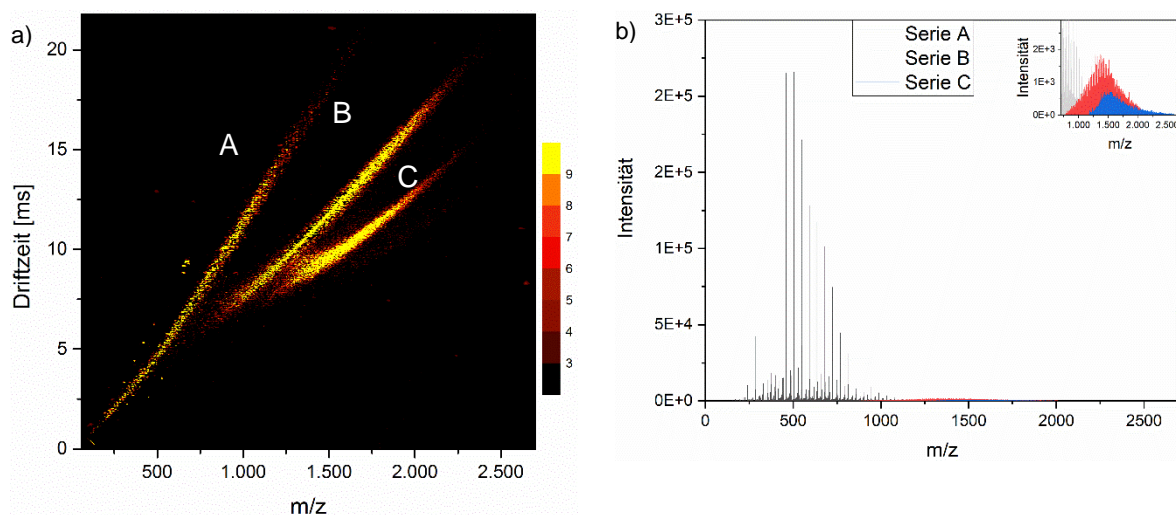 a)
Driftzeit [ms]
20
15
10
5
0
A
B
C
9
8
7
6
5
4
3
500
1.000
1.500
2.000
2.500
m/z
b)
Intensität
3E+5
2E+5
2E+5
1E+5
5E+4
0E+0
Serie A
Serie B
Serie C
Intensität
2E+3
1E+3
0E+0
1.000
1.500
2.000
2.500
m/z
0
500
1000
1500
2000
2500
m/z